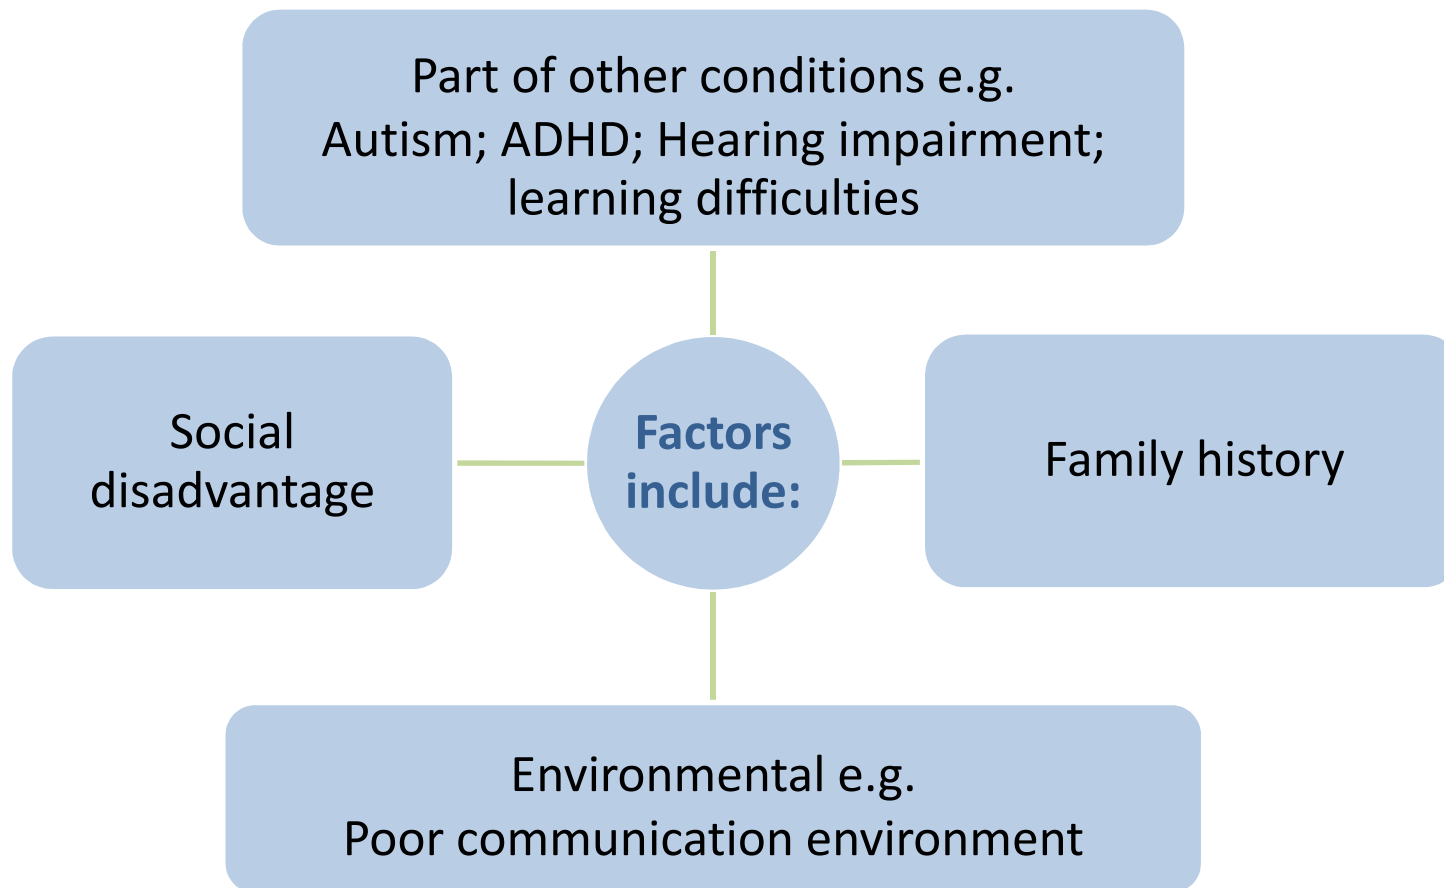 Part of other conditions e.g.
Autism; ADHD; Hearing impairment;
learning difficulties
Social
disadvantage
Factors
include:
Family history
Environmental e.g.
Poor communication environment